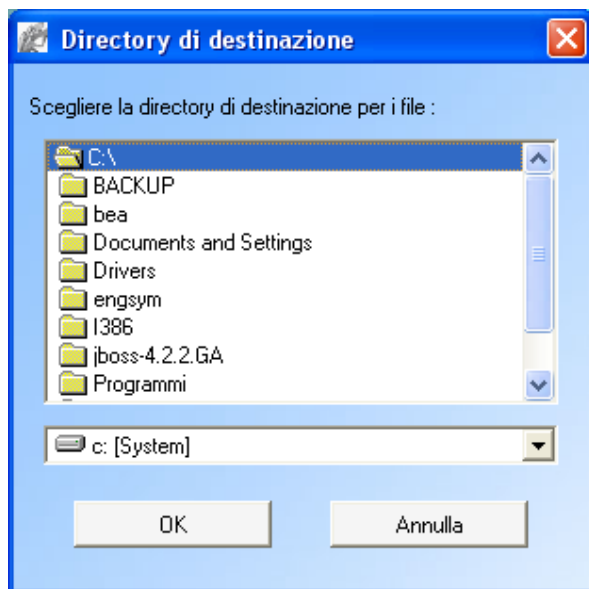 Directory di destinazione
Scegliere la directory di destinazione per i file :
C:\
BACKUP
bea
Documents and Settings
Drivers
engsym
I386
jboss-4.2.2.GA
Programmi
c: [System]
OK
Annulla